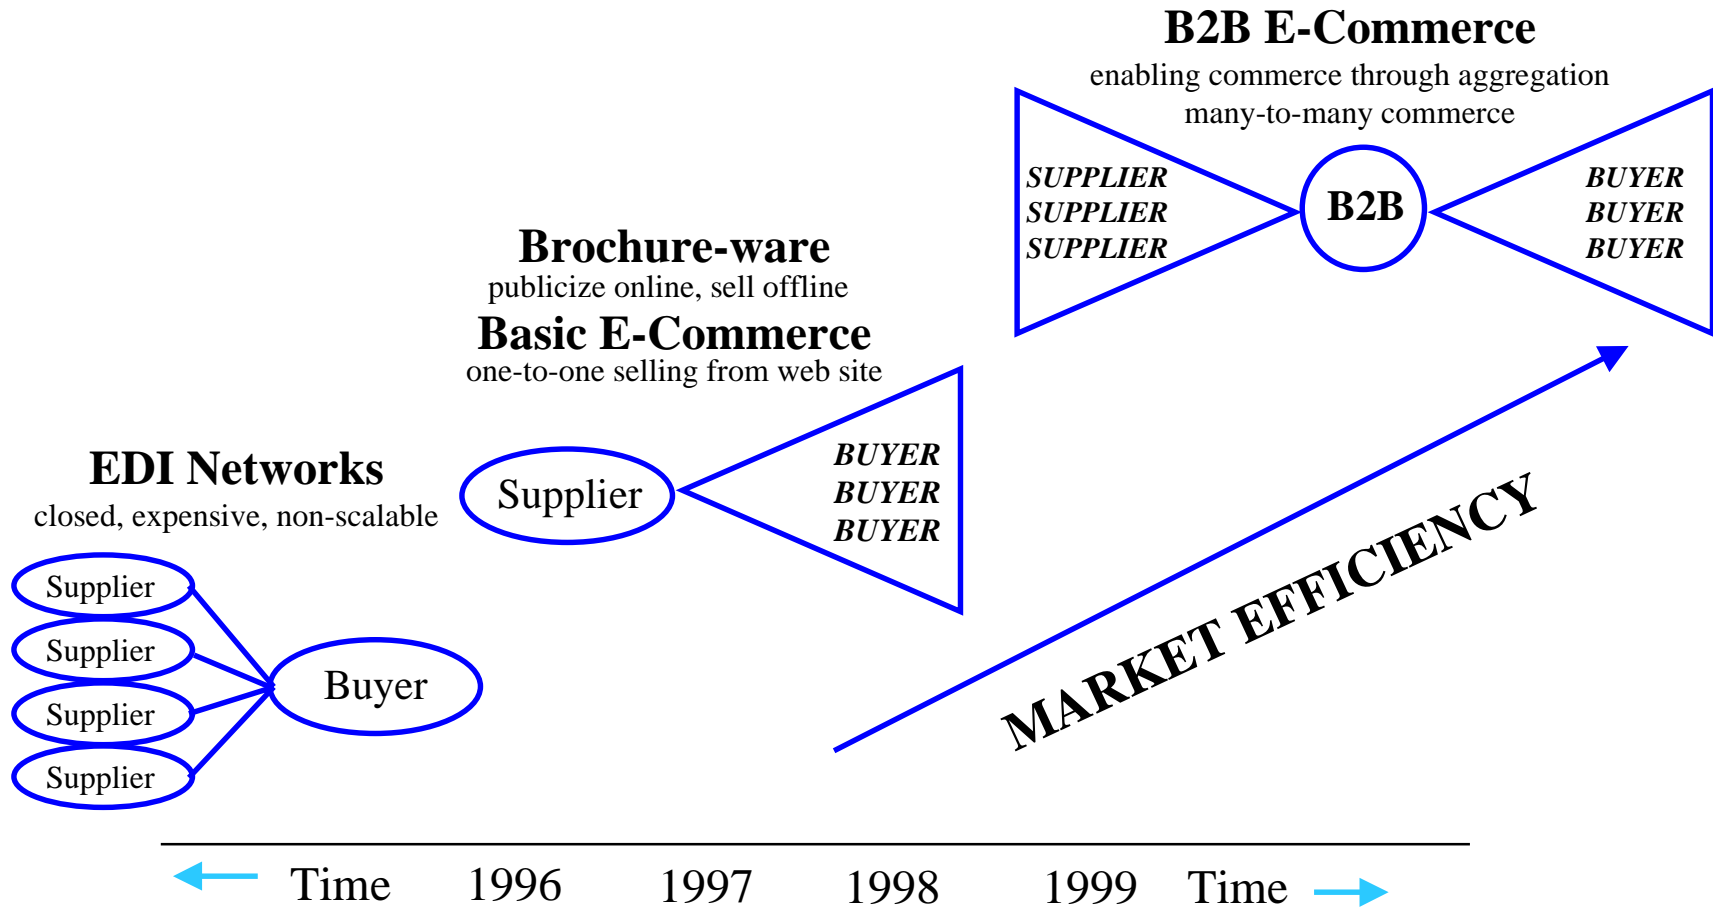 B2B E-Commerce
enabling commerce through aggregation
many-to-many commerce
SUPPLIER
SUPPLIER
SUPPLIER
B2B
BUYER
BUYER
BUYER
Brochure-ware
publicize online, sell offline
Basic E-Commerce
one-to-one selling from web site
Supplier
BUYER
BUYER
BUYER
EDI Networks
closed, expensive, non-scalable
Supplier
Supplier
Supplier
Supplier
Buyer
MARKET EFFICIENCY
Time 1996 1997 1998 1999 Time